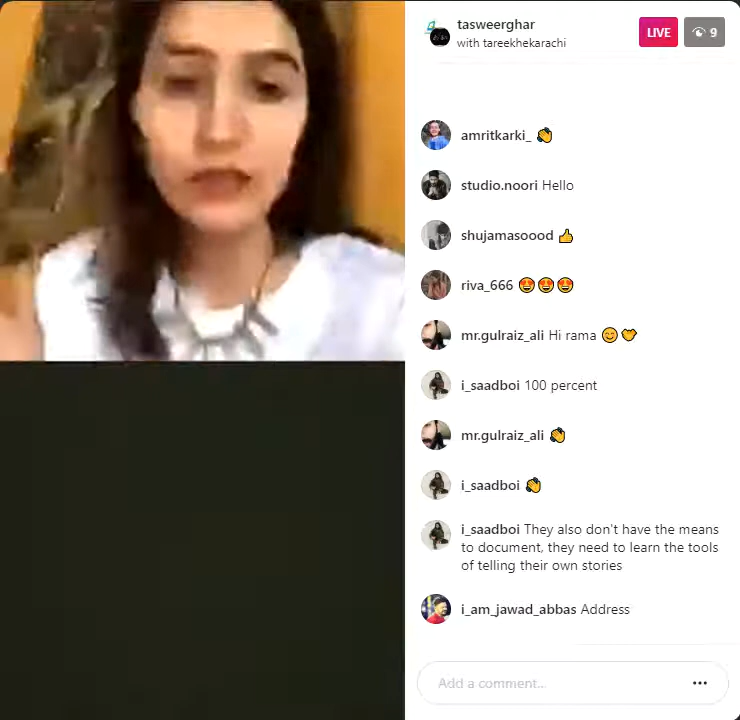 tasweerghar
with tareekhekarachi
LIVE
9
amritkarki_ 👏
studio.noori Hello
shujamasoood 👍
riva_666 😍😍😍
mr.gulraiz_ali Hi rama 😊🤝
i_saadboi 100 percent
mr.gulraiz_ali 👏
i_saadboi 👏
i_saadboi They also don't have the means
to document, they need to learn the tools
of telling their own stories
i_am_jawad_abbas Address
Add a comment...